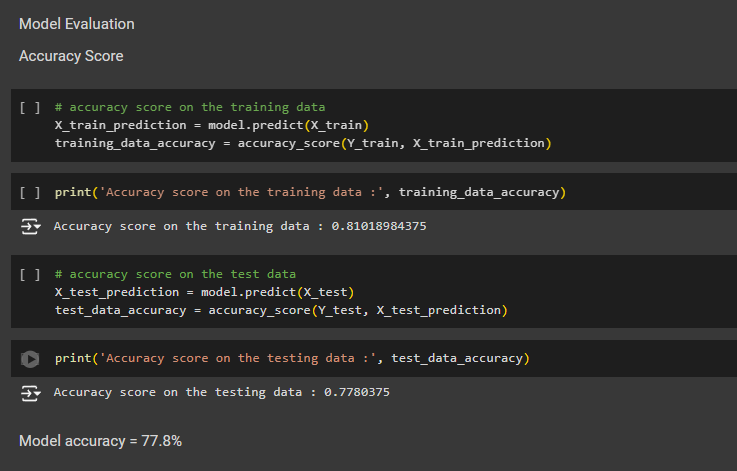 Model Evaluation
Accuracy Score
[ ] # accuracy score on the training data
X_train_prediction = model.predict(X_train)
training_data_accuracy = accuracy_score(Y_train, X_train_prediction)
[ ] print('Accuracy score on the training data :', training_data_accuracy)
Accuracy score on the training data : 0.81018984375
[ ] # accuracy score on the test data
X_test_prediction = model.predict(X_test)
test_data_accuracy = accuracy_score(Y_test, X_test_prediction)
print('Accuracy score on the testing data :', test_data_accuracy)
Accuracy score on the testing data : 0.7780375
Model accuracy = 77.8%